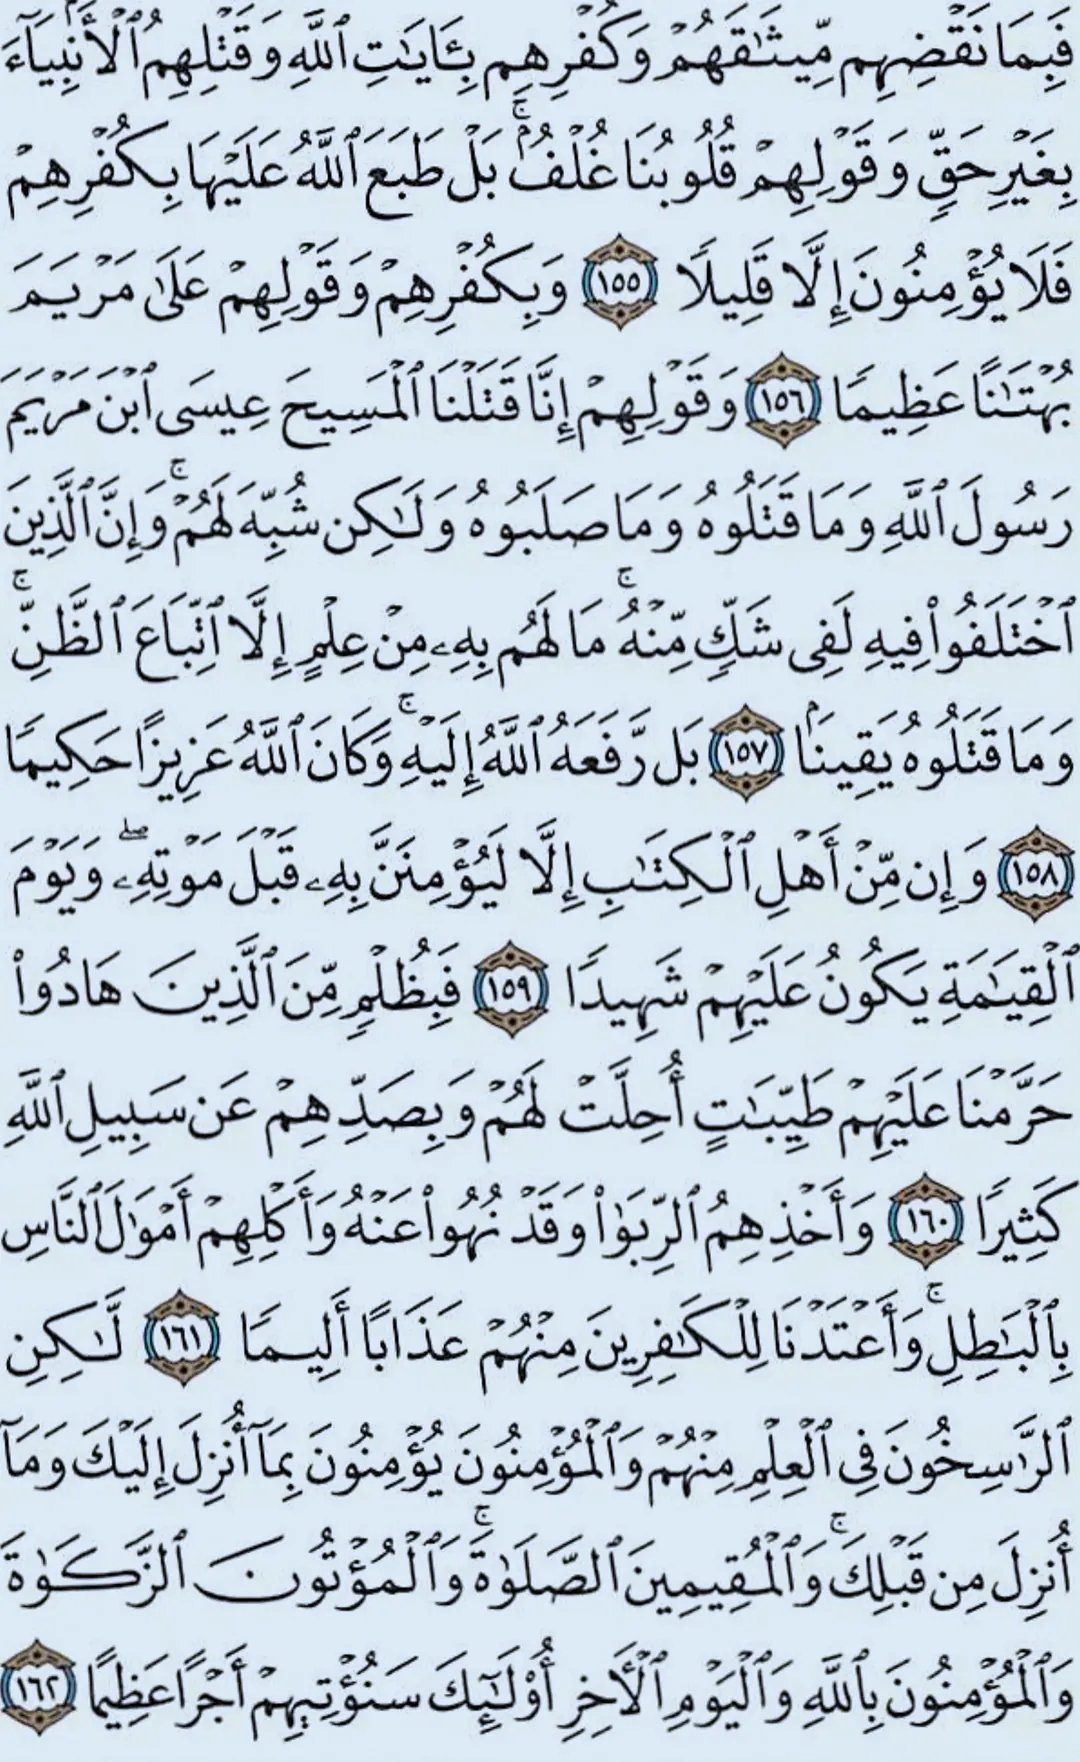 فَبِمَا نَقْضِهِم مِّيثَٰقَهُمْ وَكُفْرِهِم بِـَٔايَٰتِ ٱللَّهِ وَقَتْلِهِمُ ٱلْأَنۢبِيَآءَ
بِغَيْرِ حَقٍّ وَقَوْلِهِمْ قُلُوبُنَا غُلْفٌۢ ۚ بَلْ طَبَعَ ٱللَّهُ عَلَيْهَا بِكُفْرِهِمْ
فَلَا يُؤْمِنُونَ إِلَّا قَلِيلًا ١٥٥ وَبِكُفْرِهِمْ وَقَوْلِهِمْ عَلَىٰ مَرْيَمَ
بُهْتَٰنًا عَظِيمًا ١٥٦ وَقَوْلِهِمْ إِنَّا قَتَلْنَا ٱلْمَسِيحَ عِيسَى ٱبْنَ مَرْيَمَ
رَسُولَ ٱللَّهِ وَمَا قَتَلُوهُ وَمَا صَلَبُوهُ وَلَٰكِن شُبِّهَ لَهُمْ ۚ وَإِنَّ ٱلَّذِينَ
ٱخْتَلَفُوا۟ فِيهِ لَفِى شَكٍّ مِّنْهُ ۚ مَا لَهُم بِهِۦ مِنْ عِلْمٍ إِلَّا ٱتِّبَاعَ ٱلظَّنِّ ۚ
وَمَا قَتَلُوهُ يَقِينًۢا ١٥٧ بَل رَّفَعَهُ ٱللَّهُ إِلَيْهِ ۚ وَكَانَ ٱللَّهُ عَزِيزًا حَكِيمًا
١٥٨ وَإِن مِّنْ أَهْلِ ٱلْكِتَٰبِ إِلَّا لَيُؤْمِنَنَّ بِهِۦ قَبْلَ مَوْتِهِۦ ۖ وَيَوْمَ
ٱلْقِيَٰمَةِ يَكُونُ عَلَيْهِمْ شَهِيدًا ١٥٩ فَبِظُلْمٍ مِّنَ ٱلَّذِينَ هَادُوا۟
حَرَّمْنَا عَلَيْهِمْ طَيِّبَٰتٍ أُحِلَّتْ لَهُمْ وَبِصَدِّهِمْ عَن سَبِيلِ ٱللَّهِ
كَثِيرًا ١٦٠ وَأَخْذِهِمُ ٱلرِّبَوٰا۟ وَقَدْ نُهُوا۟ عَنْهُ وَأَكْلِهِمْ أَمْوَٰلَ ٱلنَّاسِ
بِٱلْبَٰطِلِ ۚ وَأَعْتَدْنَا لِلْكَٰفِرِينَ مِنْهُمْ عَذَابًا أَلِيمًا ١٦١ لَّٰكِنِ
ٱلرَّٰسِخُونَ فِى ٱلْعِلْمِ مِنْهُمْ وَٱلْمُؤْمِنُونَ يُؤْمِنُونَ بِمَآ أُنزِلَ إِلَيْكَ وَمَآ
أُنزِلَ مِن قَبْلِكَ ۚ وَٱلْمُقِيمِينَ ٱلصَّلَوٰةَ ۚ وَٱلْمُؤْتُونَ ٱلزَّكَوٰةَ
وَٱلْمُؤْمِنُونَ بِٱللَّهِ وَٱلْيَوْمِ ٱلْأَخِرِ أُو۟لَٰٓئِكَ سَنُؤْتِيهِمْ أَجْرًا عَظِيمًا ١٦٢